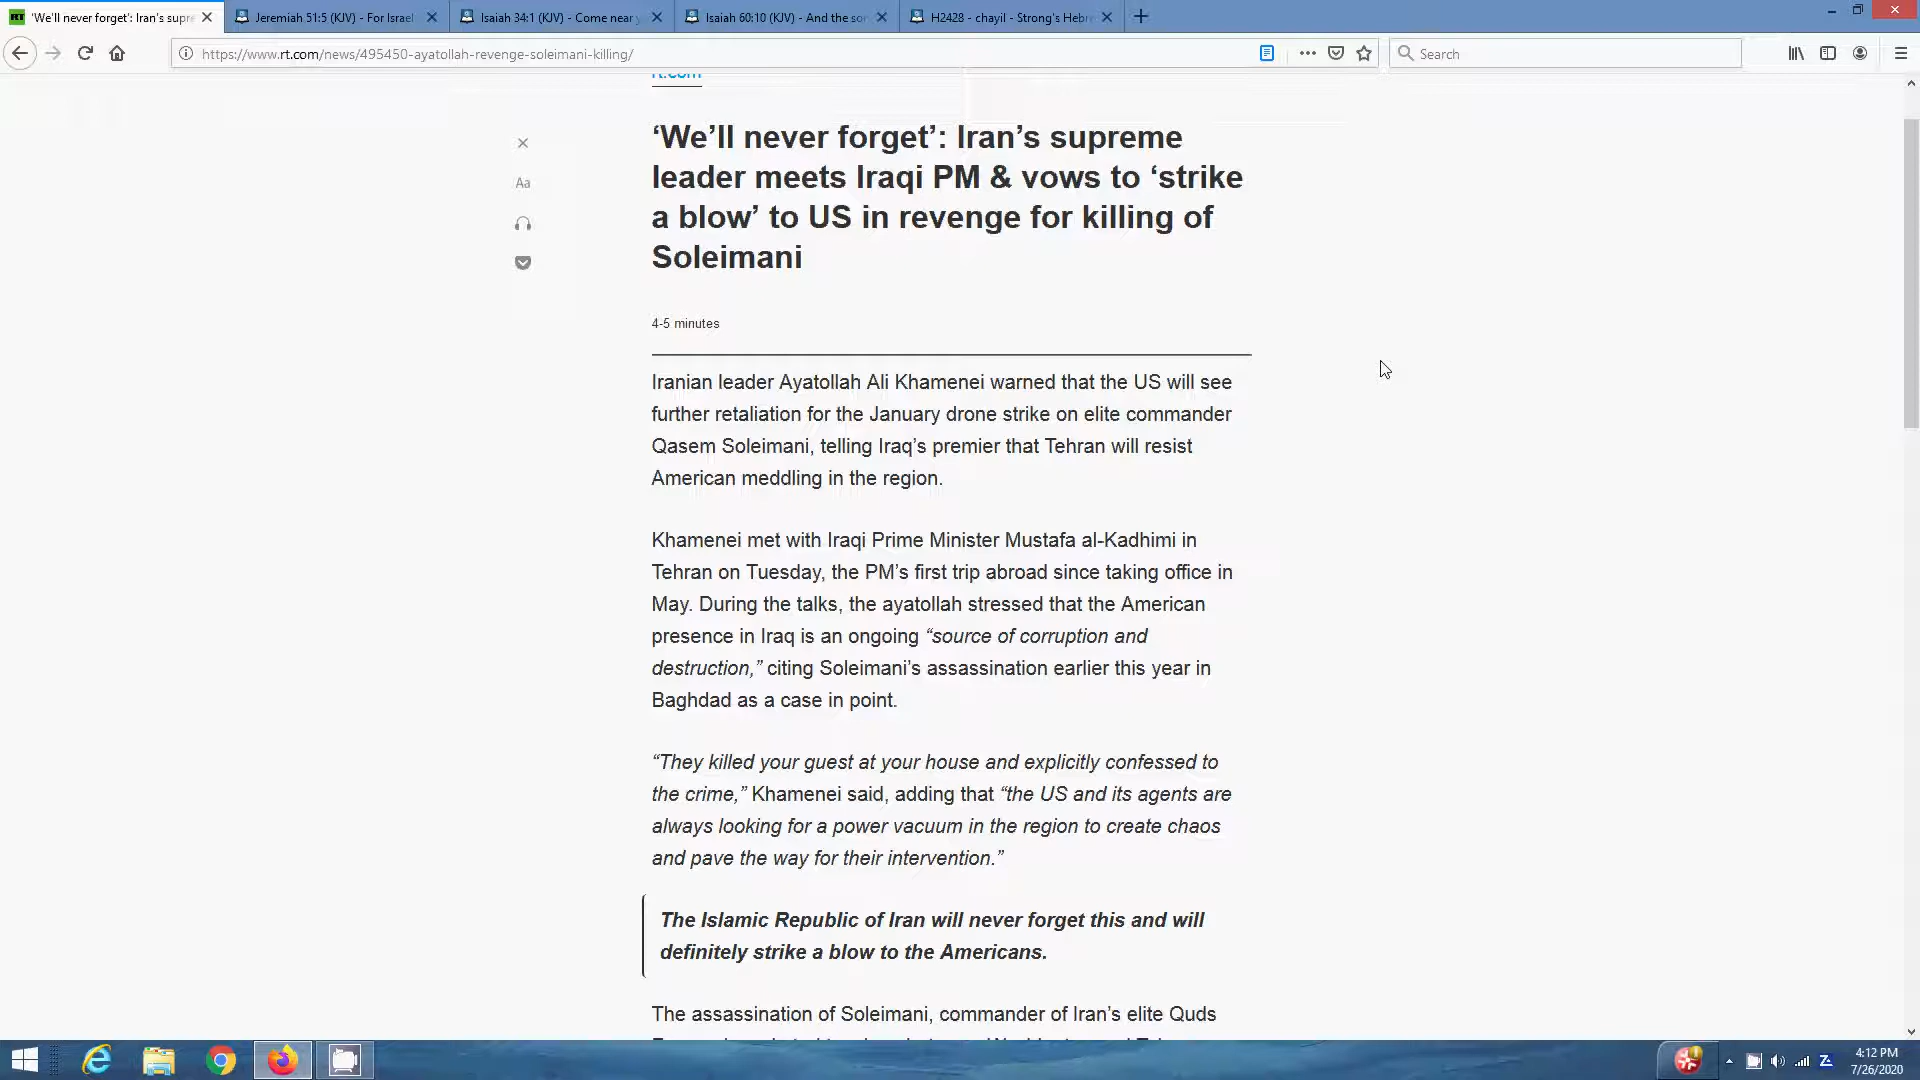 'We'll never forget': Iran's supre
Jeremiah 51:5 (KJV) - For Israel
Isaiah 34:1 (KJV) - Come near y
Isaiah 60:10 (KJV) - And the son
H2428 - chayil - Strong's Hebre
https://www.rt.com/news/495450-ayatollah-revenge-soleimani-killing/
Search
rt.com
‘We’ll never forget’: Iran’s supreme
leader meets Iraqi PM & vows to ‘strike
a blow’ to US in revenge for killing of
Soleimani
Aa
4-5 minutes
Iranian leader Ayatollah Ali Khamenei warned that the US will see
further retaliation for the January drone strike on elite commander
Qasem Soleimani, telling Iraq’s premier that Tehran will resist
American meddling in the region.
Khamenei met with Iraqi Prime Minister Mustafa al-Kadhimi in
Tehran on Tuesday, the PM’s first trip abroad since taking office in
May. During the talks, the ayatollah stressed that the American
presence in Iraq is an ongoing “source of corruption and
destruction,” citing Soleimani’s assassination earlier this year in
Baghdad as a case in point.
“They killed your guest at your house and explicitly confessed to
the crime,” Khamenei said, adding that “the US and its agents are
always looking for a power vacuum in the region to create chaos
and pave the way for their intervention.”
The Islamic Republic of Iran will never forget this and will
definitely strike a blow to the Americans.
The assassination of Soleimani, commander of Iran’s elite Quds
4:12 PM
7/26/2020